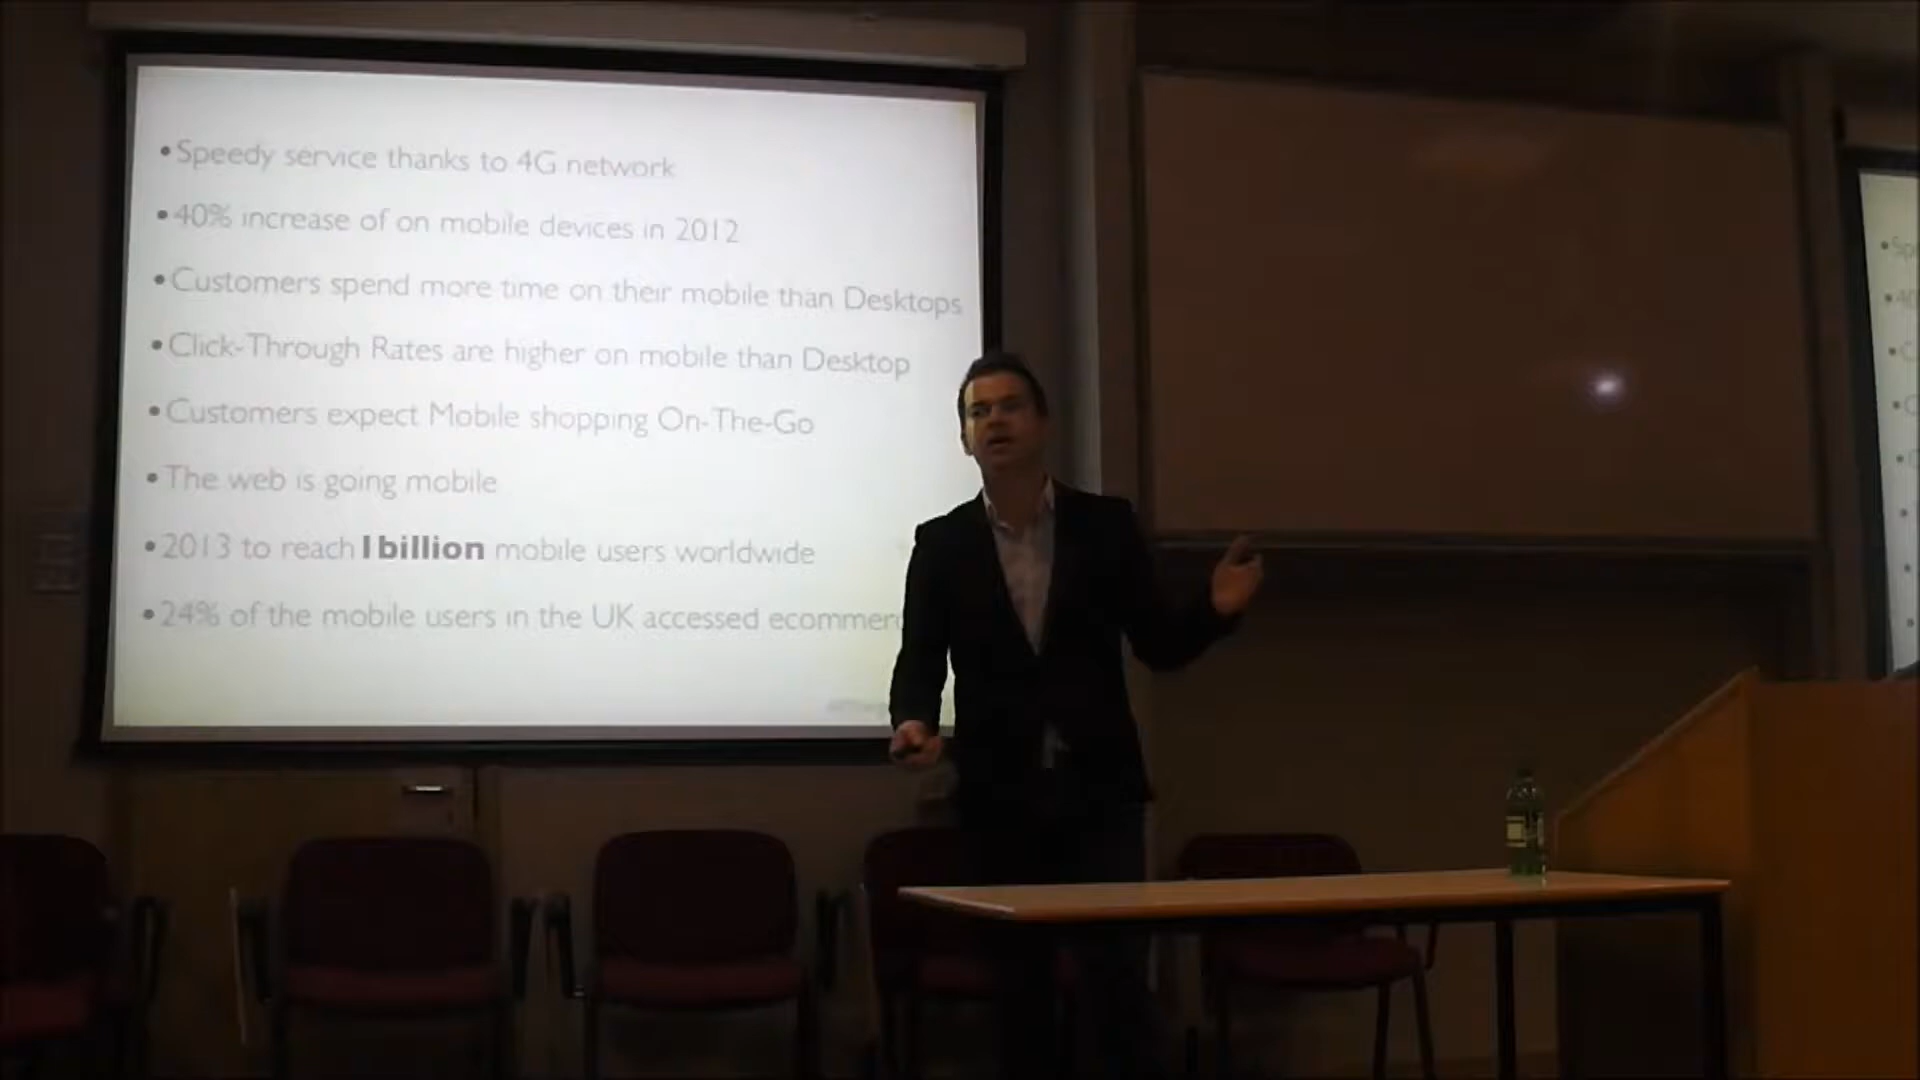 •Speedy service thanks to 4G network
•40% increase of on mobile devices in 2012
•Customers spend more time on their mobile than Desktops
•Click-Through Rates are higher on mobile than Desktop
•Customers expect Mobile shopping On-The-Go
•The web is going mobile
•2013 to reach 1billion mobile users worldwide
•24% of the mobile users in the UK accessed ecommerc